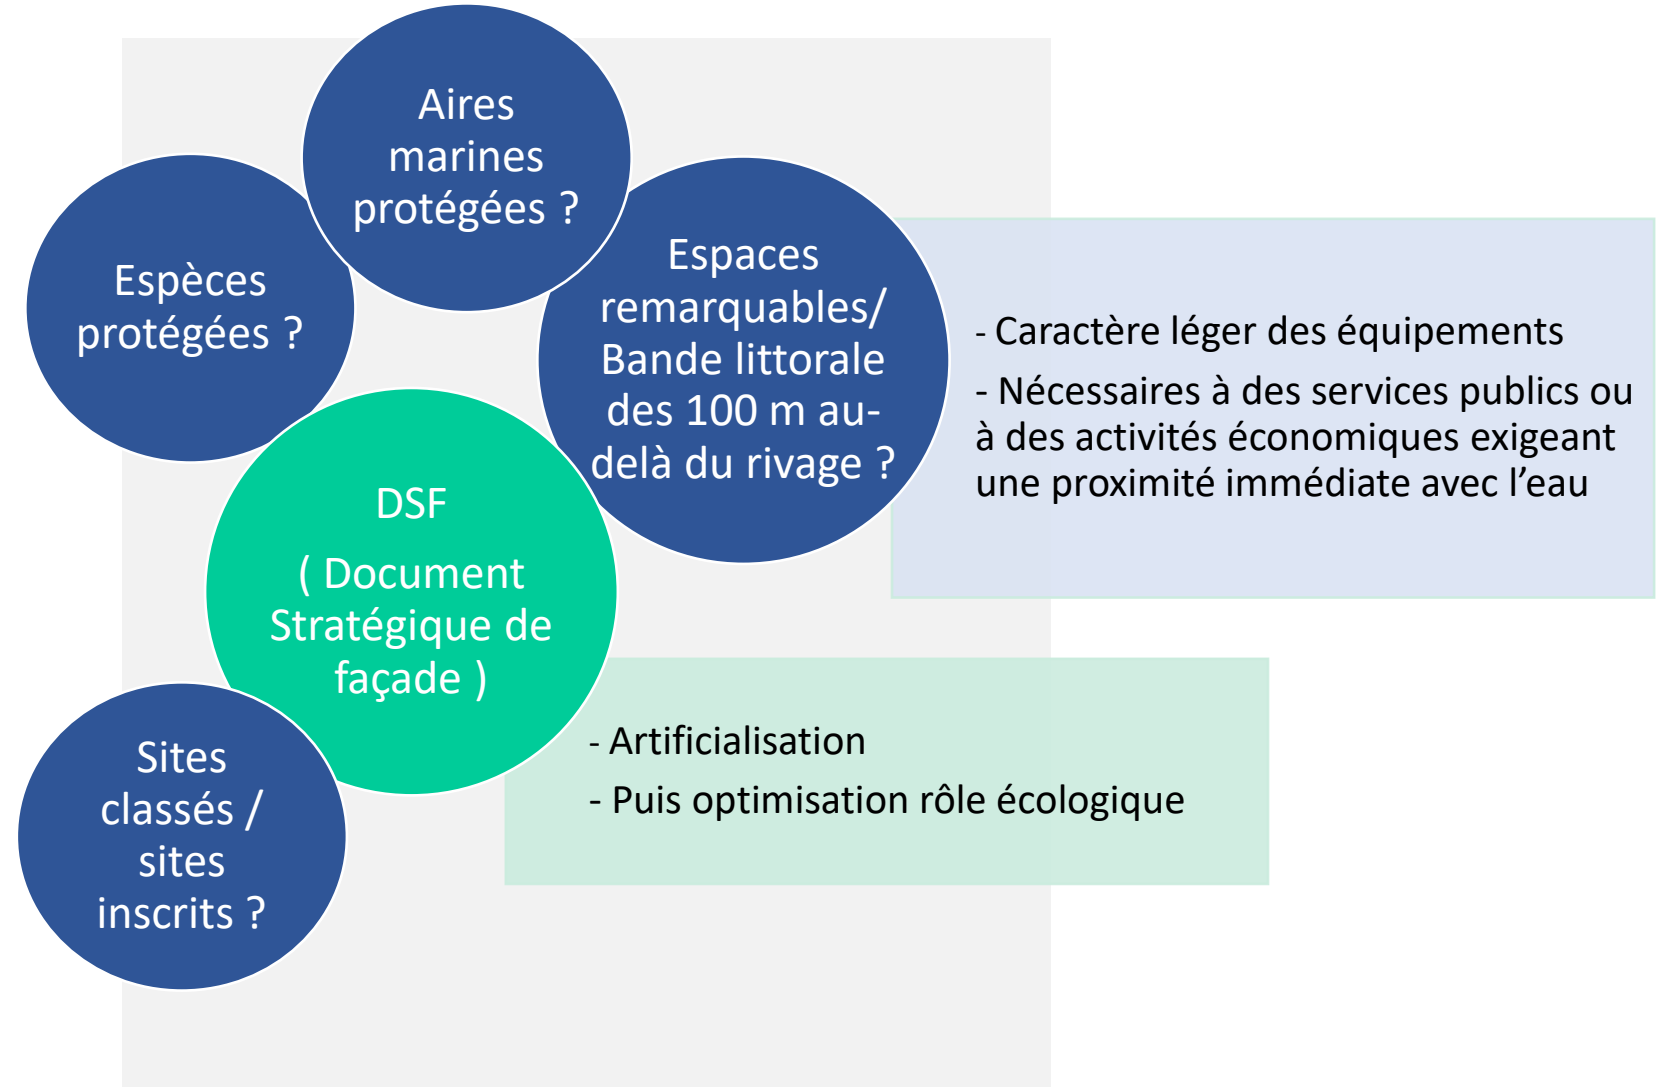 Aires
marines
protégées ?
Espèces
protégées ?
Espaces
remarquables/
Bande littorale
des 100 m au-
delà du rivage ?
- Caractère léger des équipements
- Nécessaires à des services publics ou
à des activités économiques exigeant
une proximité immédiate avec l’eau
DSF
( Document
Stratégique de
façade )
- Artificialisation
- Puis optimisation rôle écologique
Sites
classés /
sites
inscrits ?